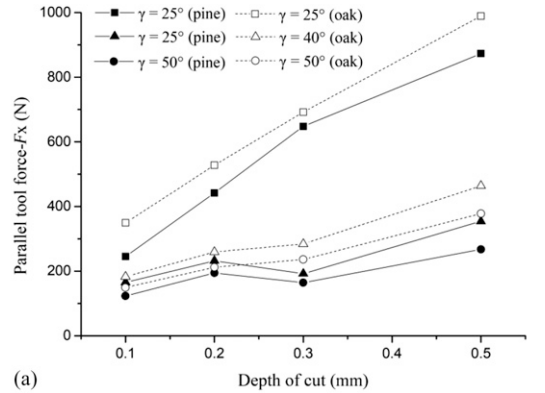 1000
800
600
400
200
0
Parallel tool force-Fx (N)
γ = 25° (pine) γ = 25° (oak)
γ = 25° (pine) γ = 40° (oak)
γ = 50° (pine) γ = 50° (oak)
0.1 0.2 0.3 0.4 0.5
(a) Depth of cut (mm)